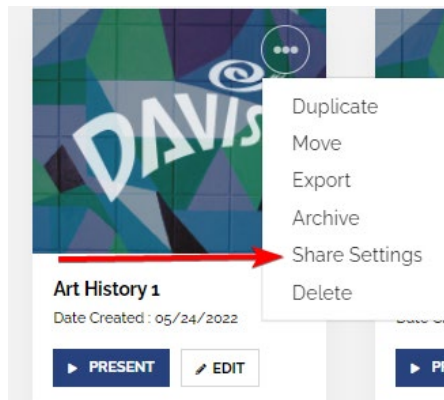 DAVIS
Duplicate
Move
Export
Archive
Share Settings
Delete
Art History 1
Date Created : 05/24/2022
PRESENT
EDIT